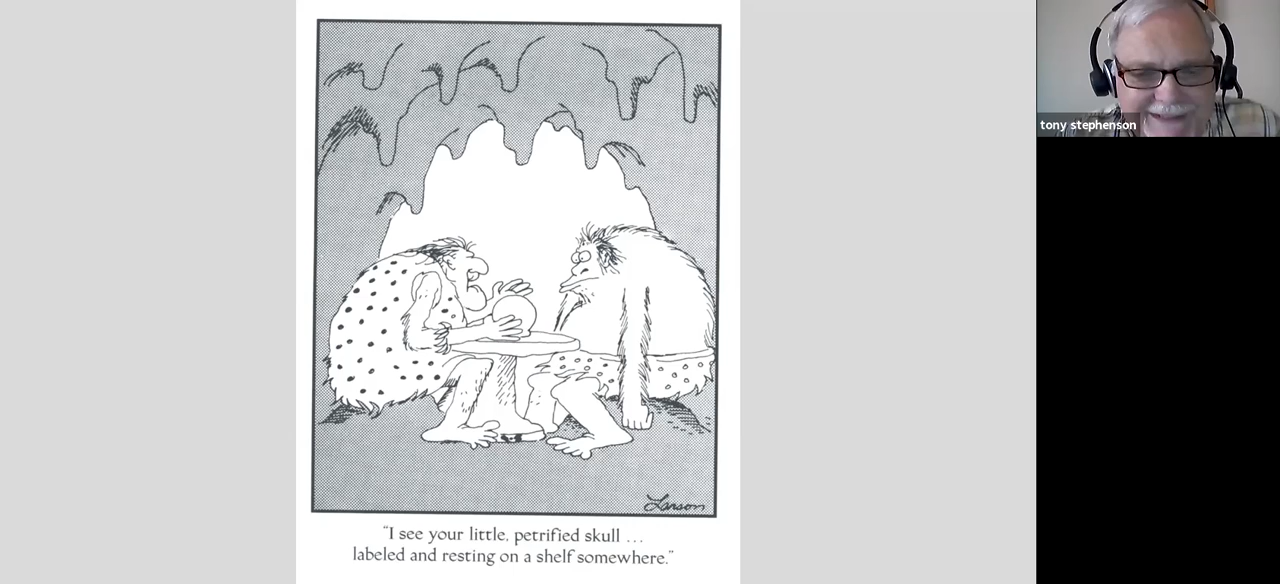 Larson
"I see your little, petrified skull ...
labeled and resting on a shelf somewhere."
tony stephenson